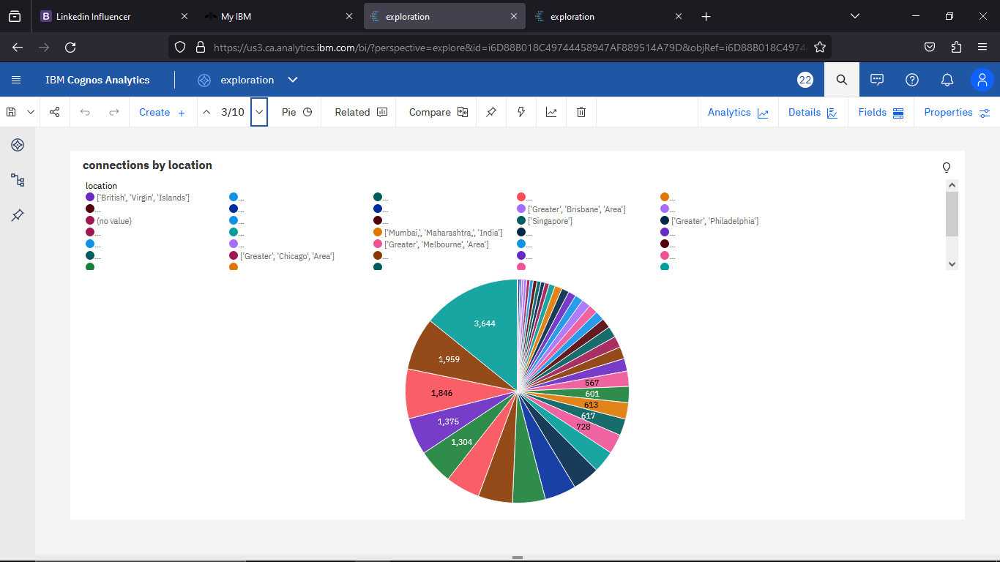 Linkedin Influencer
My IBM
exploration
exploration
https://us3.ca.analytics.ibm.com/bi/?perspective=explore&id=i6D88B018C49744458947AF889514A79D&objRef=i6D88B018C4974
IBM Cognos Analytics
exploration
22
Create +
3/10
Pie
Related
Compare
Analytics
Details
Fields
Properties
connections by location
location
['British', 'Virgin', 'Islands'] ... ... ... ...
... ... ... ['Greater', 'Brisbane', 'Area'] ...
(no value) ... ... ['Singapore'] ['Greater', 'Philadelphia']
... ... ['Mumbai,', 'Maharashtra,', 'India'] ... ...
... ... ['Greater', 'Melbourne', 'Area'] ... ...
... ['Greater', 'Chicago', 'Area'] ... ... ...
3,644
1,959
1,846
1,375
1,304
567
601
613
617
728